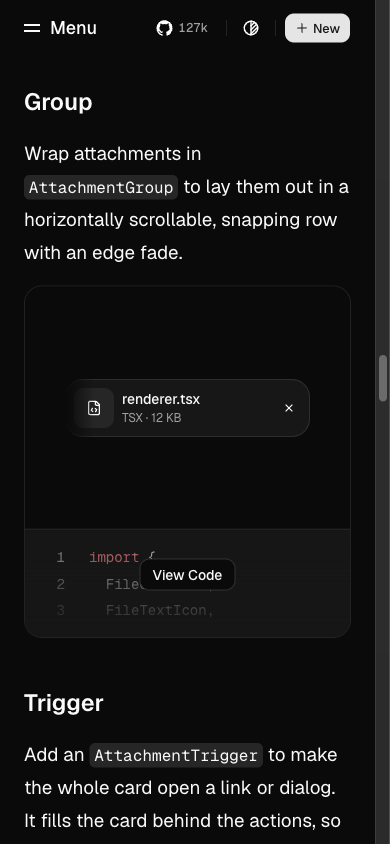 Menu 127k + New
Group
Wrap attachments in
AttachmentGroup to lay them out in a
horizontally scrollable, snapping row
with an edge fade.
renderer.tsx
TSX · 12 KB
1 import {
View Code
2
3 FileTextIcon,
Trigger
Add an AttachmentTrigger to make
the whole card open a link or dialog.
It fills the card behind the actions, so